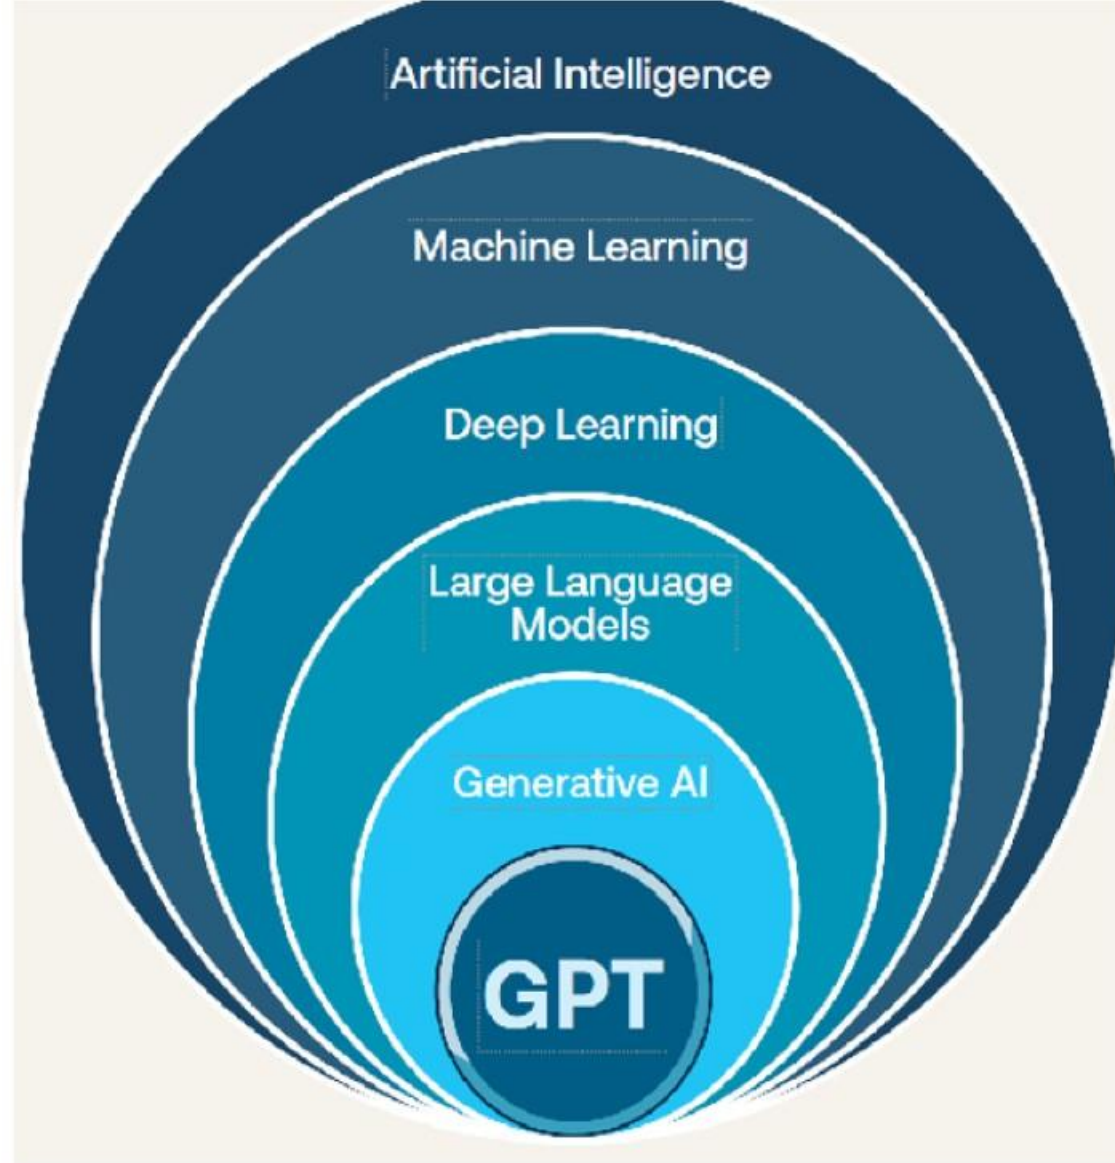 Artificial Intelligence
Machine Learning
Deep Learning
Large Language
Models
Generative AI
GPT